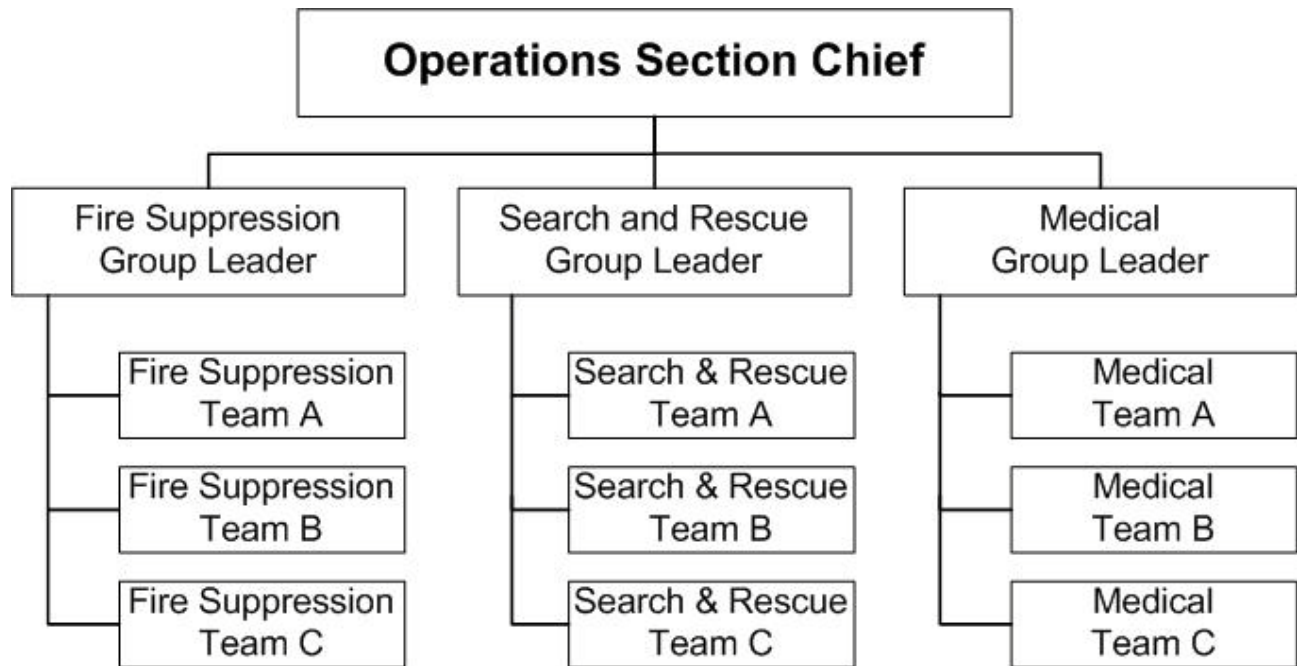 Operations Section Chief
Fire Suppression
Group Leader
Search and Rescue
Group Leader
Medical
Group Leader
Fire Suppression
Team A
Search & Rescue
Team A
Medical
Team A
Fire Suppression
Team B
Search & Rescue
Team B
Medical
Team B
Fire Suppression
Team C
Search & Rescue
Team C
Medical
Team C